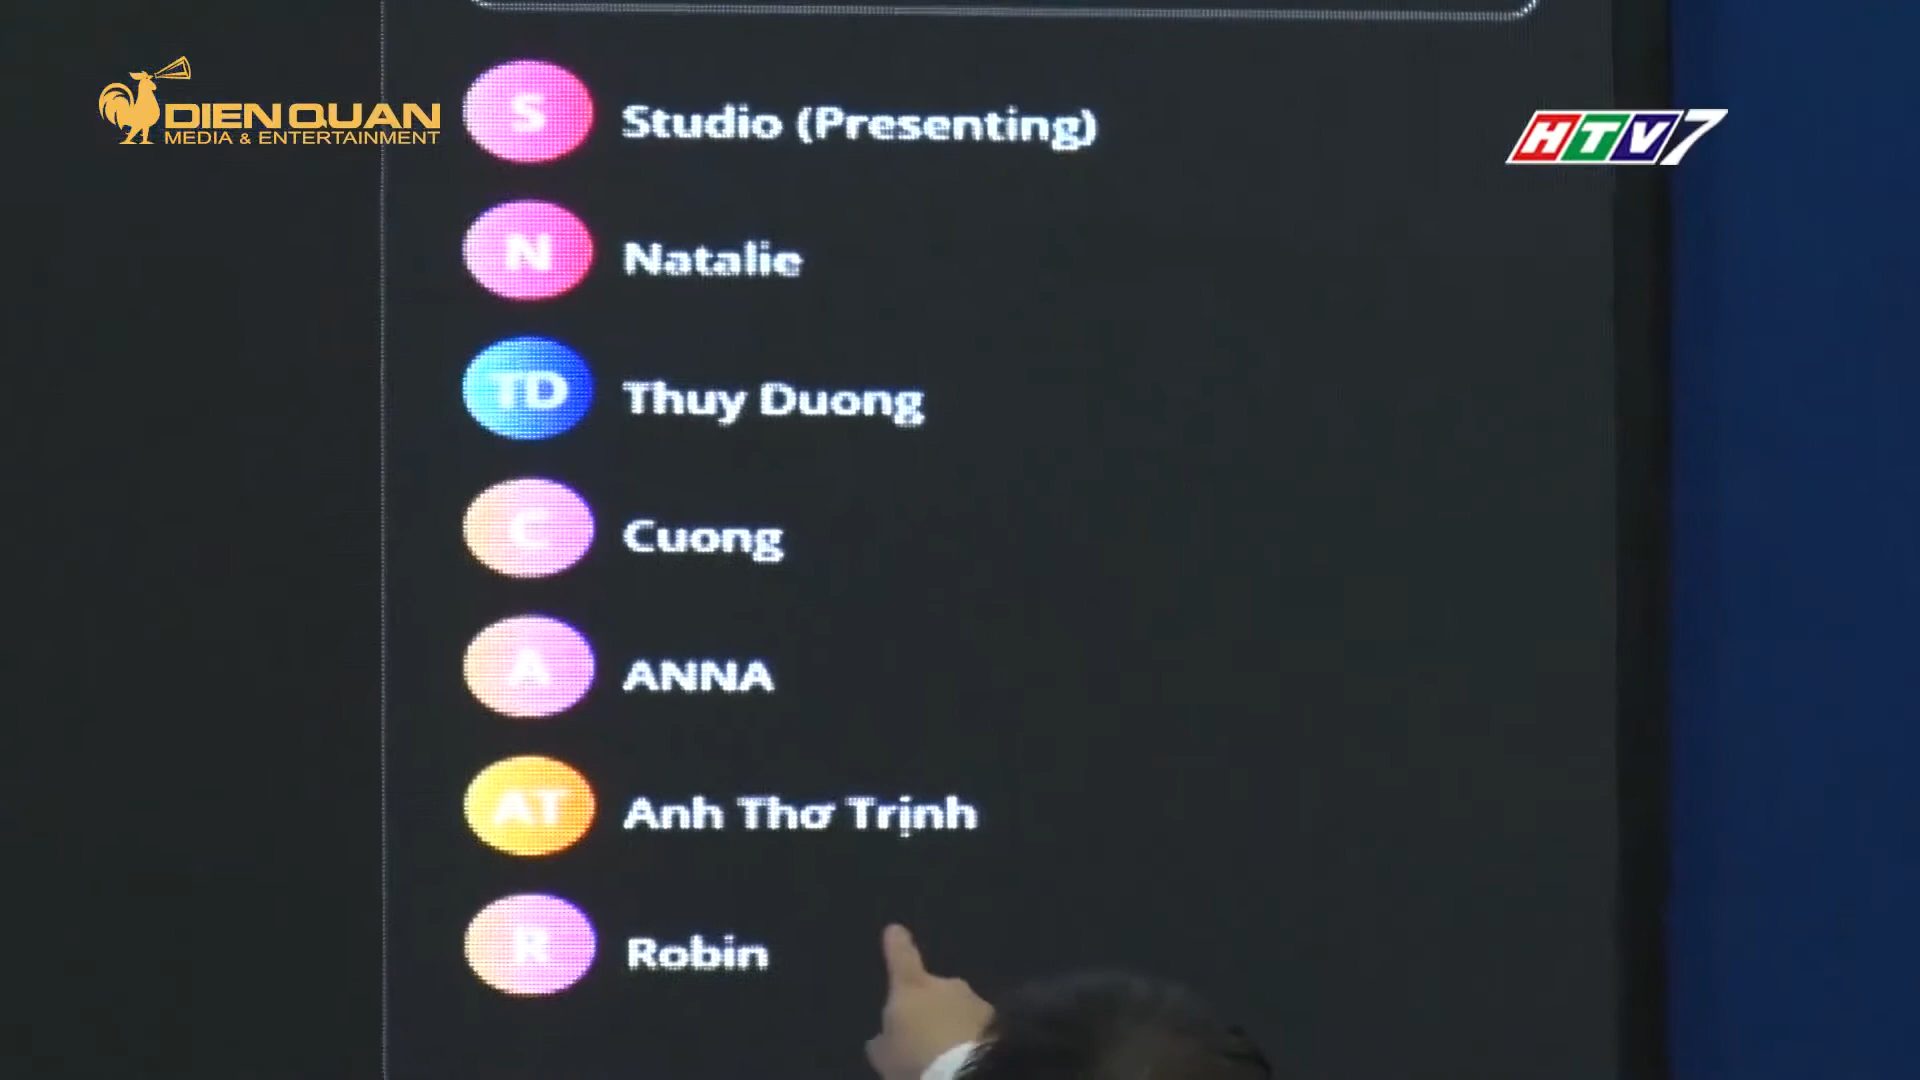 DIEN QUAN
MEDIA & ENTERTAINMENT
HTV7
S Studio (Presenting)
N Natalie
TD Thuy Duong
C Cuong
A ANNA
AT Anh Thơ Trịnh
R Robin